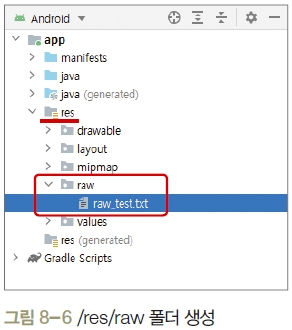 Android
app
manifests
java
java (generated)
res
drawable
layout
mipmap
raw
raw_test.txt
values
res (generated)
Gradle Scripts
그림 8-6 /res/raw 폴더 생성